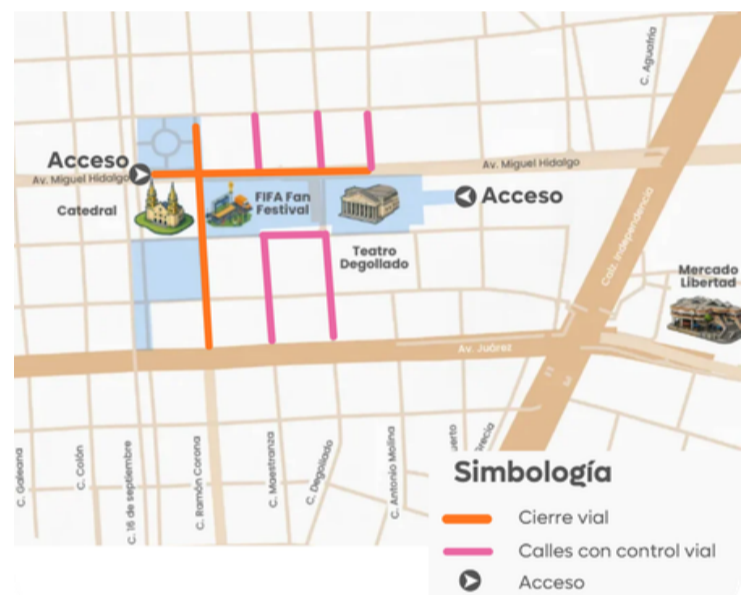 C. Aguafría
Acceso
Av. Miguel Hidalgo
Av. Miguel Hidalgo
Catedral
FIFA Fan
Festival
Acceso
Teatro
Degollado
Calz. Independencia
Mercado
Libertad
Av. Juárez
C. Galeana
C. Colón
C. 16 de septiembre
C. Ramón Corona
C. Maestranza
C. Degollado
C. Antonio Molina
Simbología
Cierre vial
Calles con control vial
Acceso